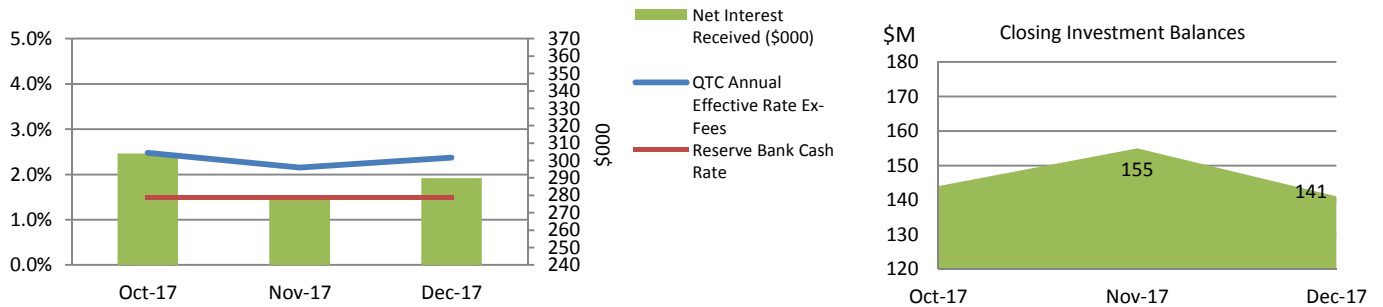 5.0%
4.0%
3.0%
2.0%
1.0%
0.0%
Oct-17
Nov-17
Dec-17
370
360
350
340
330
320
310
300
290
280
270
260
250
240
$000
Net Interest
Received ($000)
QTC Annual
Effective Rate Ex-
Fees
Reserve Bank Cash
Rate
$M
Closing Investment Balances
180
170
160
150
140
130
120
155
141
Oct-17
Nov-17
Dec-17